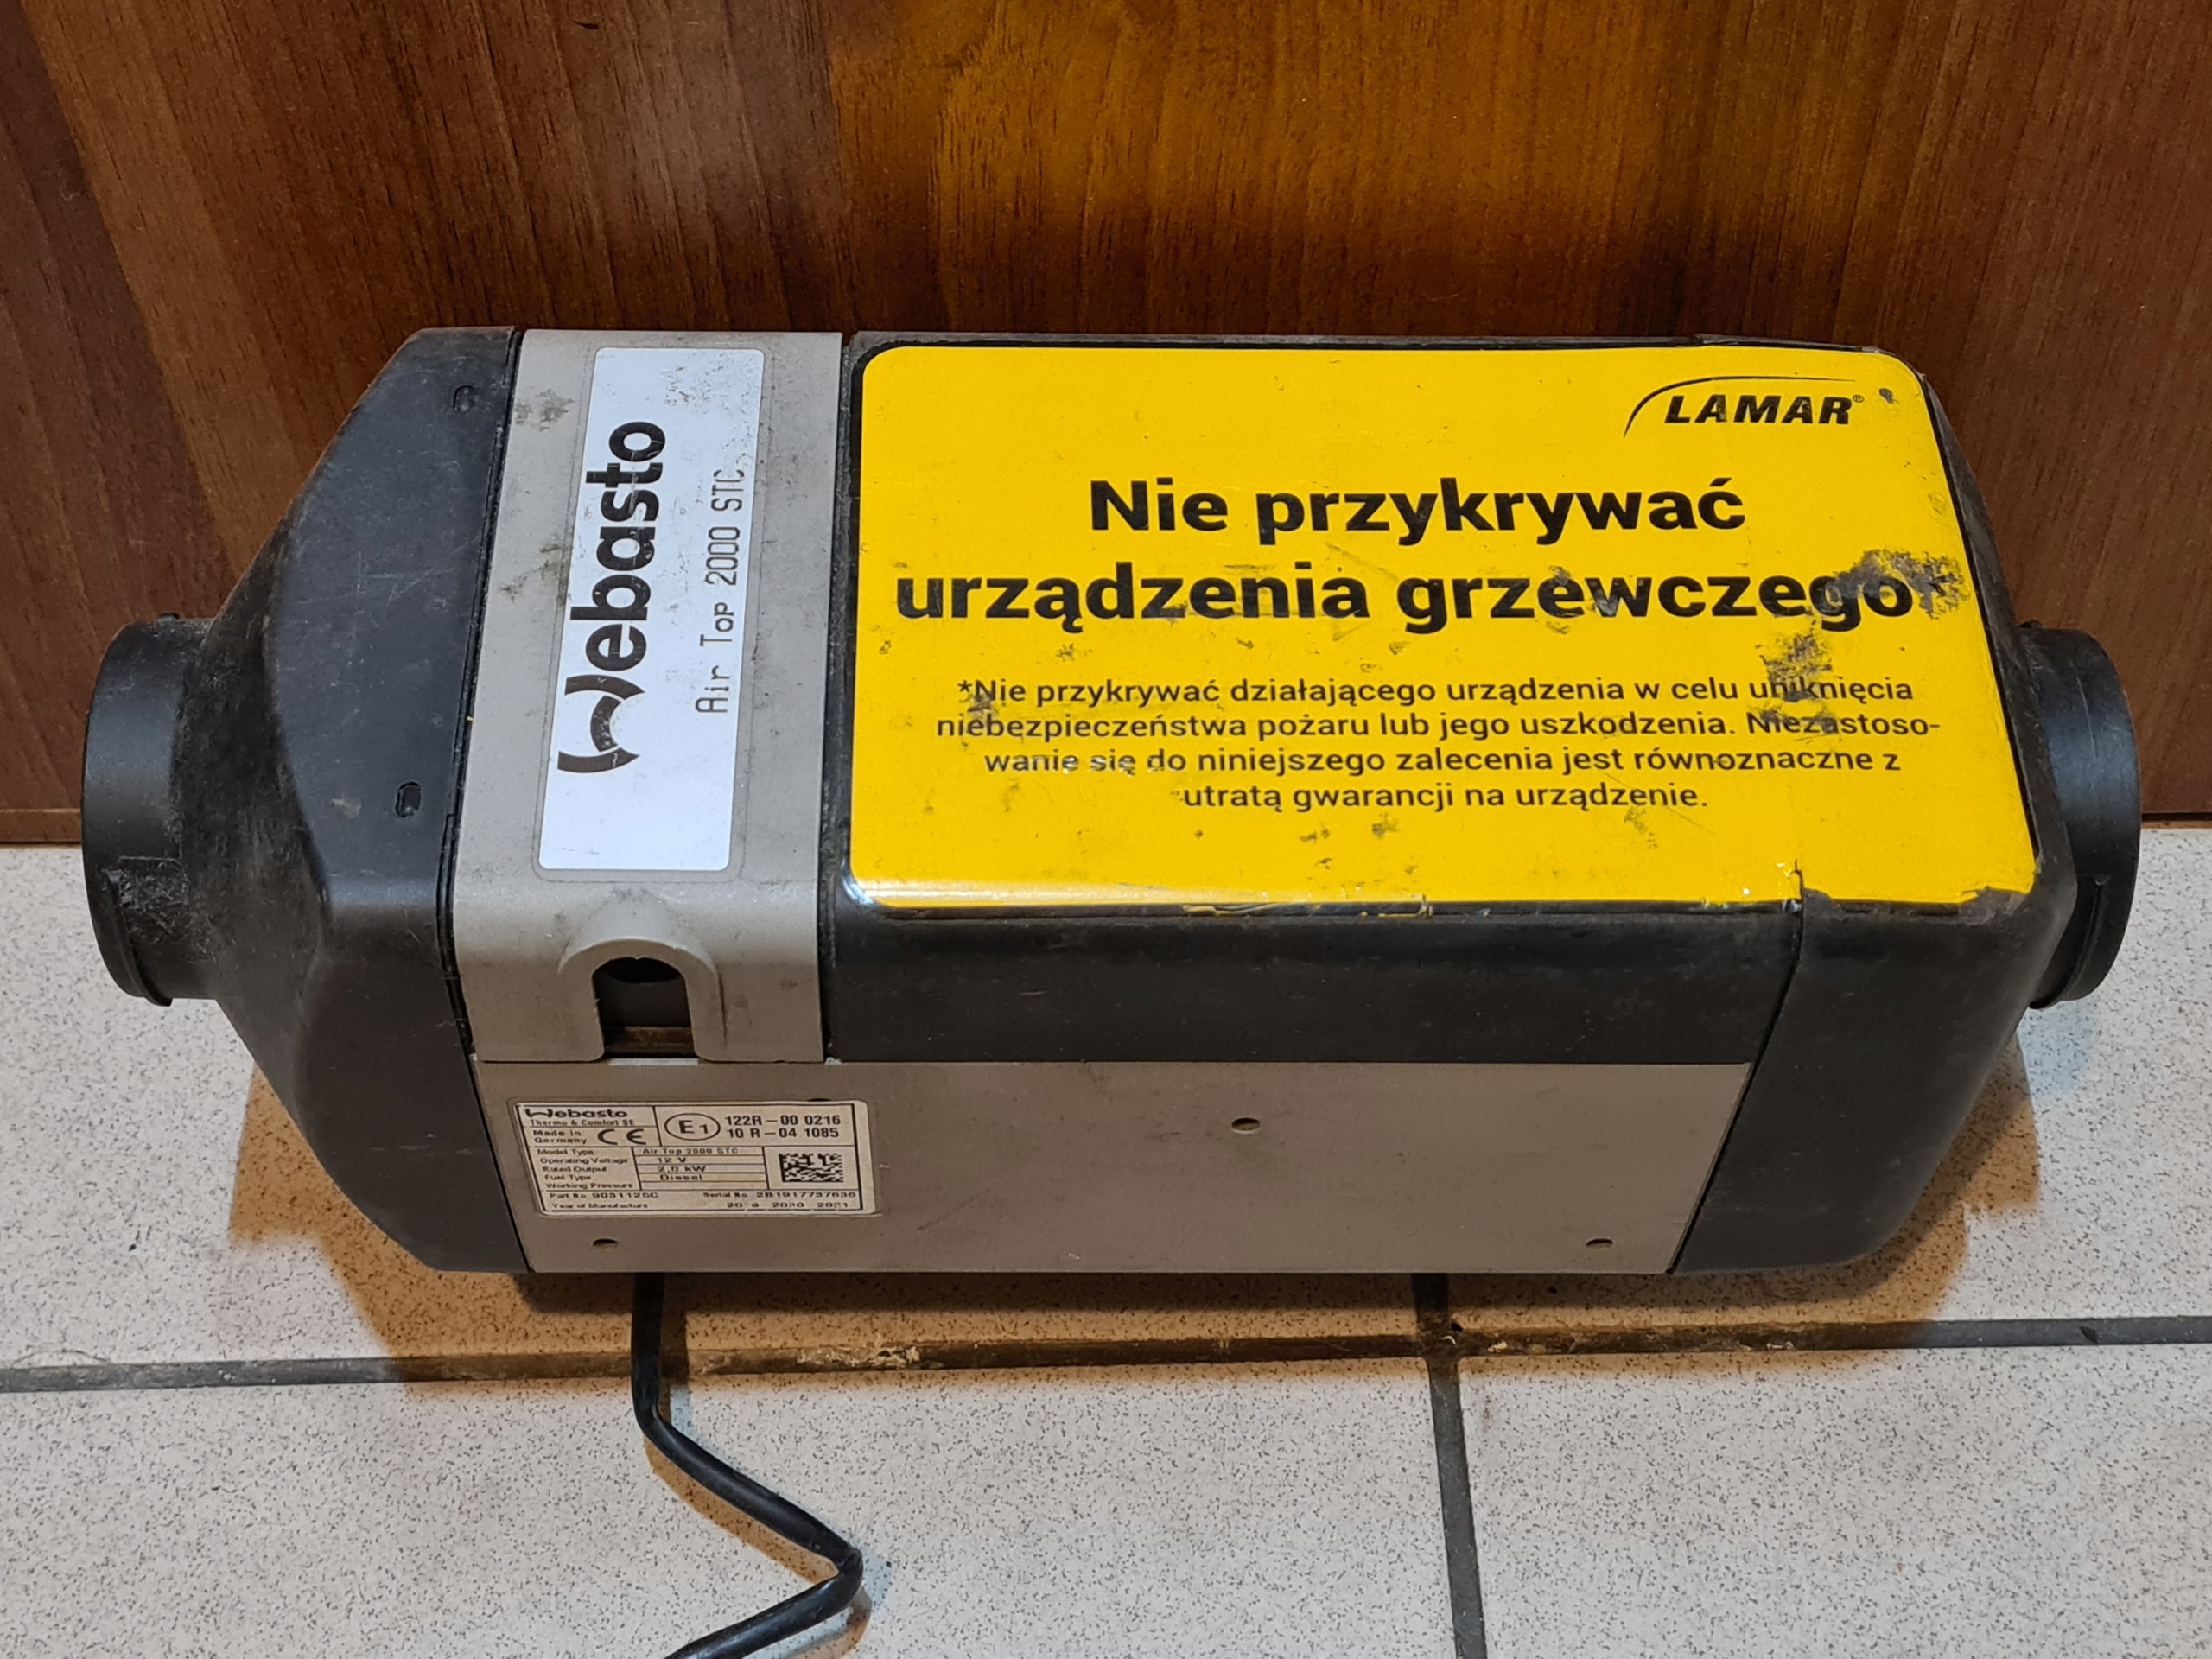 Webasto
Air Top 2000 STC
LAMAR®
Nie przykrywać
urządzenia grzewczego*
*Nie przykrywać działającego urządzenia w celu uniknięcia
niebezpieczeństwa pożaru lub jego uszkodzenia. Niezastoso-
wanie się do niniejszego zalecenia jest równoznaczne z
utratą gwarancji na urządzenie.
Webasto
Thermo & Comfort SE
Made in
Germany CE
E1 122R-00 0216
10 R-04 1085
Model Type Air Top 2000 STC
Operating Voltage 12 V
Rated Output 2,0 kW
Fuel Type Diesel
Working Pressure
Part No. 9031125C Serial No. 2B1917737636
Year of Manufacture 2019 2020 2021